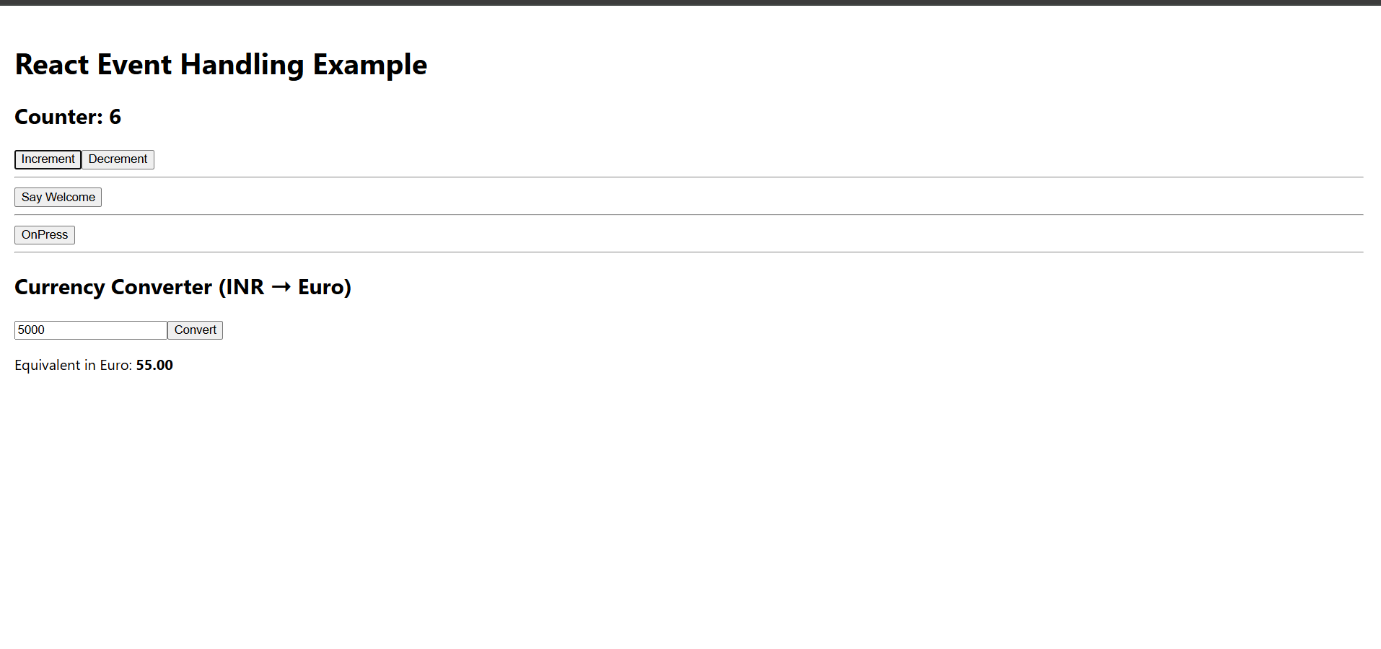 React Event Handling Example
Counter: 6
Increment Decrement
Say Welcome
OnPress
Currency Converter (INR → Euro)
5000 Convert
Equivalent in Euro: 55.00